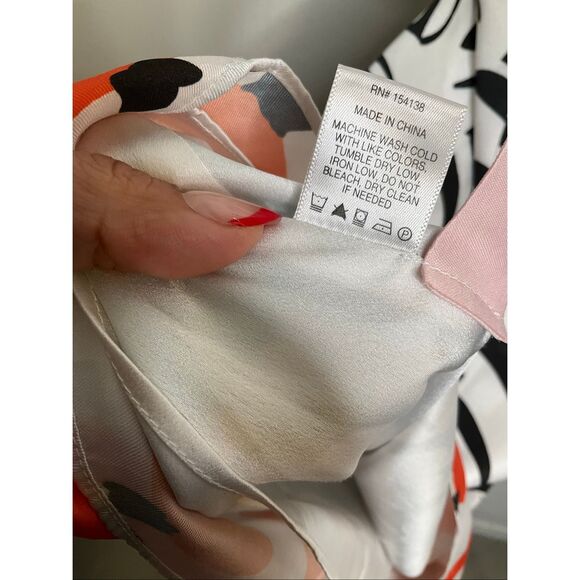 RN# 154138
MADE IN CHINA
MACHINE WASH COLD
WITH LIKE COLORS,
TUMBLE DRY LOW,
IRON LOW, DO NOT
BLEACH, DRY CLEAN
IF NEEDED
P